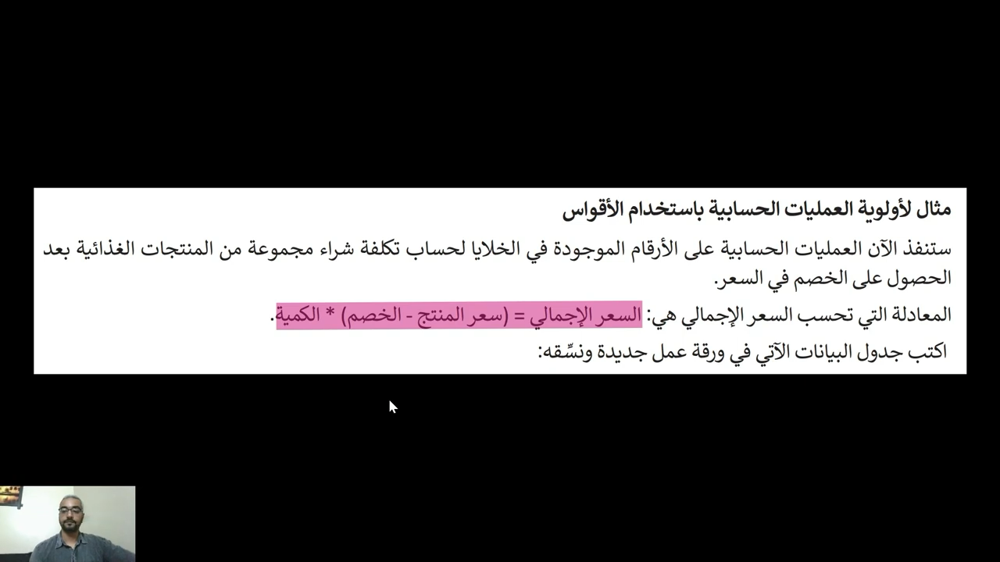 مثال لأولوية العمليات الحسابية باستخدام الأقواس
ستنفذ الآن العمليات الحسابية على الأرقام الموجودة في الخلايا لحساب تكلفة شراء مجموعة من المنتجات الغذائية بعد
الحصول على الخصم في السعر.
المعادلة التي تحسب السعر الإجمالي هي: السعر الإجمالي = (سعر المنتج - الخصم) * الكمية.
اكتب جدول البيانات الآتي في ورقة عمل جديدة ونسِّقه: